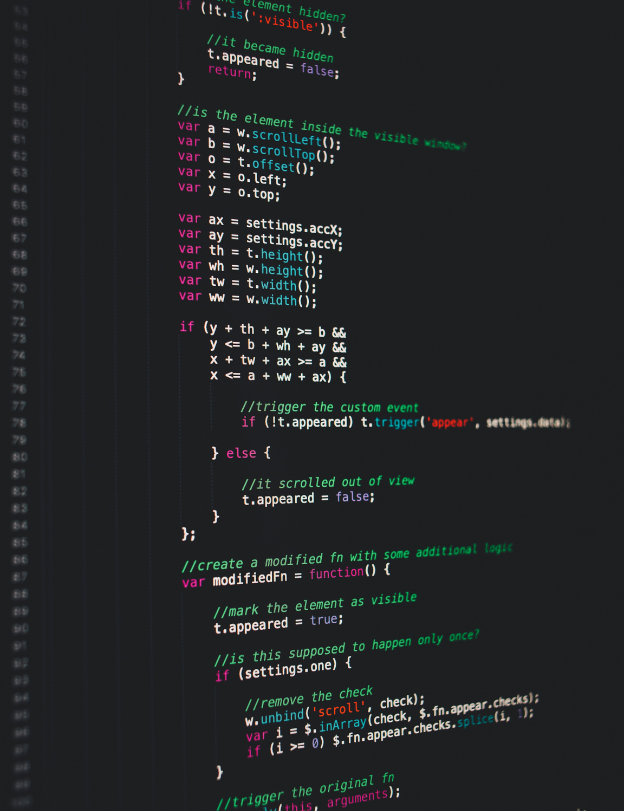 element hidden?
if (!t.is(':visible')) {
//it became hidden
t.appeared = false;
return;
}
//is the element inside the visible window?
var a = w.scrollLeft();
var b = w.scrollTop();
var o = t.offset();
var x = o.left;
var y = o.top;
var ax = settings.accX;
var ay = settings.accY;
var th = t.height();
var wh = w.height();
var tw = t.width();
var ww = w.width();
if (y + th + ay >= b &&
y <= b + wh + ay &&
x + tw + ax >= a &&
x <= a + ww + ax) {
//trigger the custom event
if (!t.appeared) t.trigger('appear', settings.data);
} else {
//it scrolled out of view
t.appeared = false;
}
};
//create a modified fn with some additional logic
var modifiedFn = function() {
//mark the element as visible
t.appeared = true;
//is this supposed to happen only once?
if (settings.one) {
//remove the check
w.unbind('scroll', check);
var i = $.inArray(check, $.fn.appear.checks);
if (i >= 0) $.fn.appear.checks.splice(i, 1);
}
//trigger the original fn
(this, arguments);